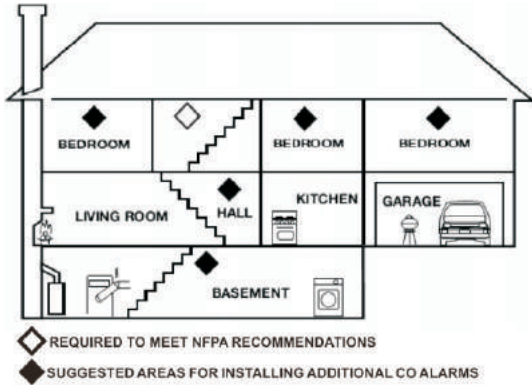 BEDROOM
BEDROOM
BEDROOM
LIVING ROOM
HALL
KITCHEN
GARAGE
BASEMENT
REQUIRED TO MEET NFPA RECOMMENDATIONS
SUGGESTED AREAS FOR INSTALLING ADDITIONAL CO ALARMS